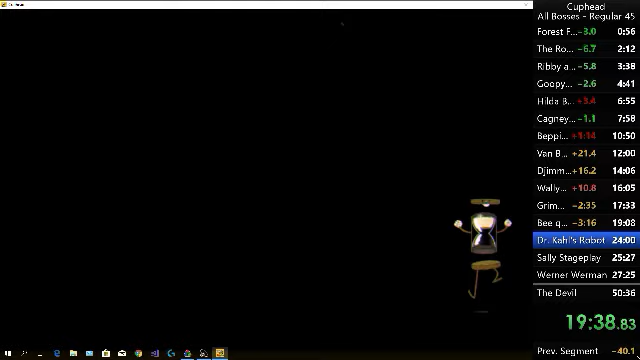 Cuphead
Cuphead
All Bosses - Regular 45
Forest F... -3.0 0:56
The Ro... -6.7 2:12
Ribby a... -5.8 3:38
Goopy... -2.6 4:41
Hilda B... +3.4 6:55
Cagney... -1.1 7:58
Beppi... +1:14 10:50
Van B... +21.4 12:00
Djimm... +16.2 14:06
Wally... +10.8 16:05
Grim... -2:35 17:33
Bee q... -3:16 19:08
Dr. Kahl's Robot 24:00
Sally Stageplay 25:27
Werner Werman 27:25
The Devil 50:36
19:38.83
Prev. Segment -40.1